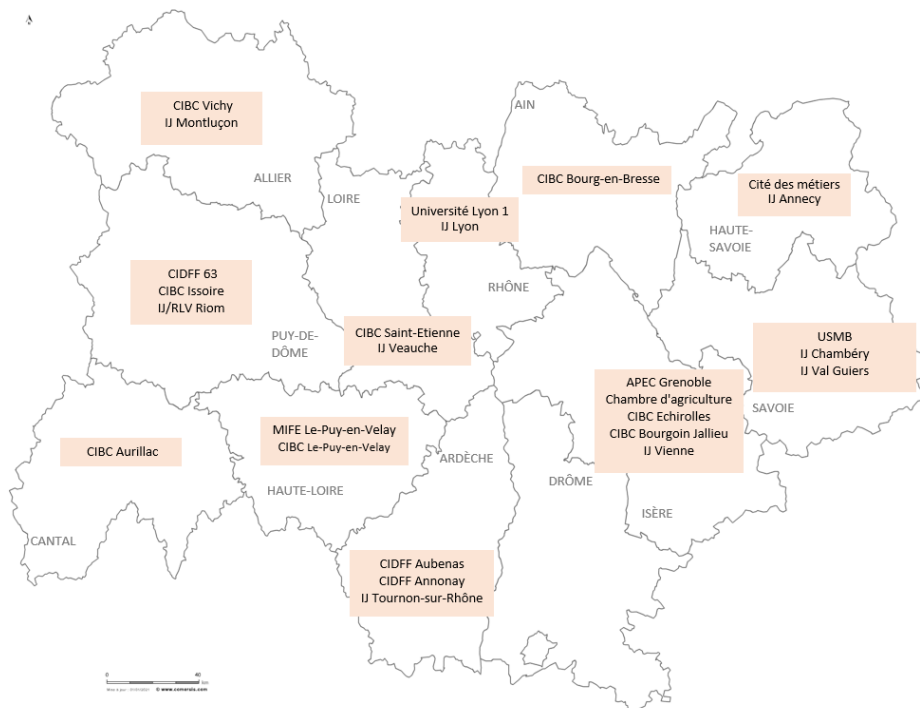 CIBC Vichy
IJ Montluçon
ALLIER
AIN
CIBC Bourg-en-Bresse
Cité des métiers
IJ Annecy
HAUTE-
SAVOIE
LOIRE
Université Lyon 1
IJ Lyon
RHÔNE
CIDFF 63
CIBC Issoire
IJ/RLV Riom
PUY-DE-
DÔME
CIBC Saint-Etienne
IJ Veauche
USMB
IJ Chambéry
IJ Val Guiers
SAVOIE
APEC Grenoble
Chambre d'agriculture
CIBC Echirolles
CIBC Bourgoin Jallieu
IJ Vienne
CIBC Aurillac
MIFE Le-Puy-en-Velay
CIBC Le-Puy-en-Velay
HAUTE-LOIRE
ARDÈCHE
DRÔME
ISÈRE
CANTAL
CIDFF Aubenas
CIDFF Annonay
IJ Tournon-sur-Rhône
0
© www.comersis.com